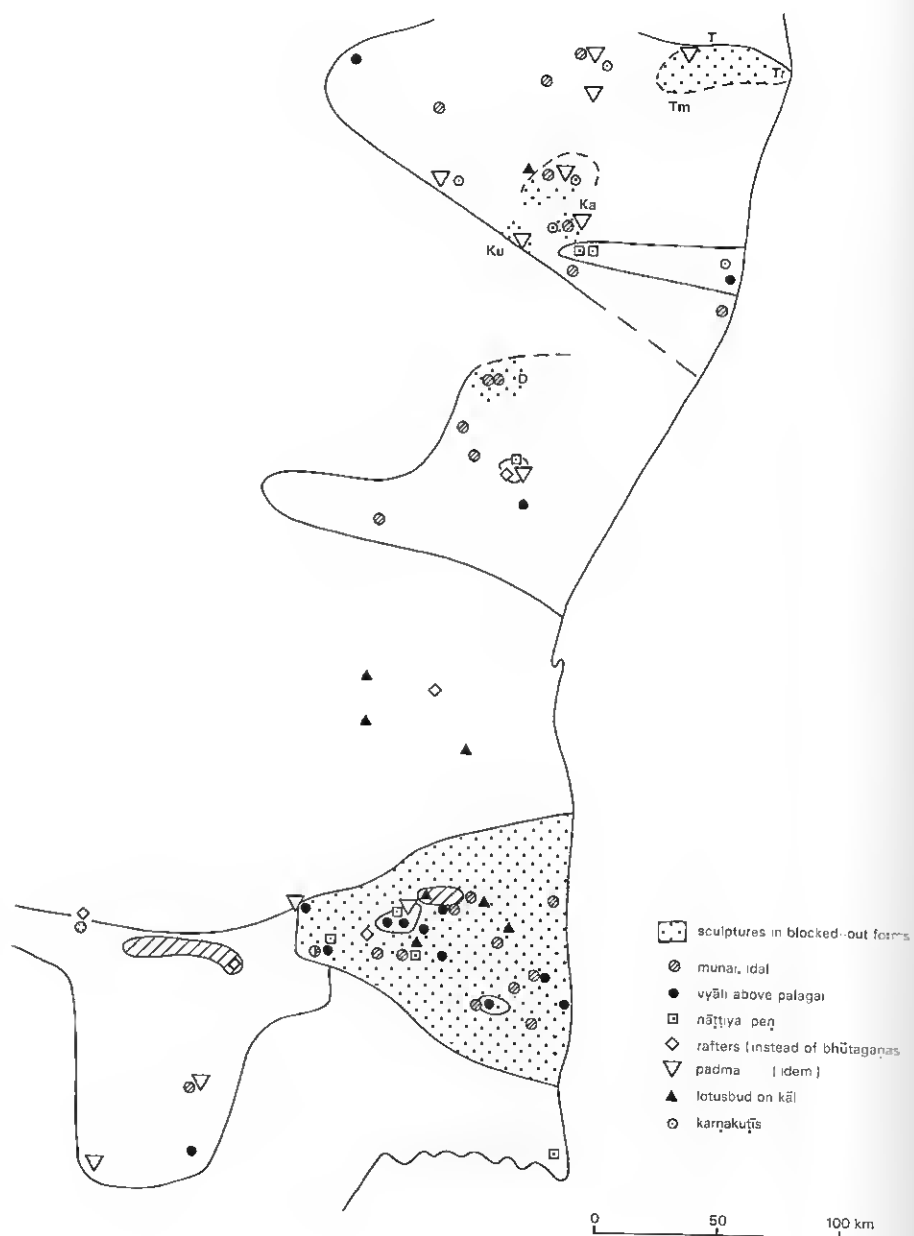 T
Tr
Tm
Ka
Ku
D
sculptures in blocked-out forms
munai, idal
vyāli above palagai
nāṭṭiya peṇ
rafters (instead of bhūtagaṇas
padma (idem)
lotusbud on kāl
karṇakuṭis
0 50 100 km